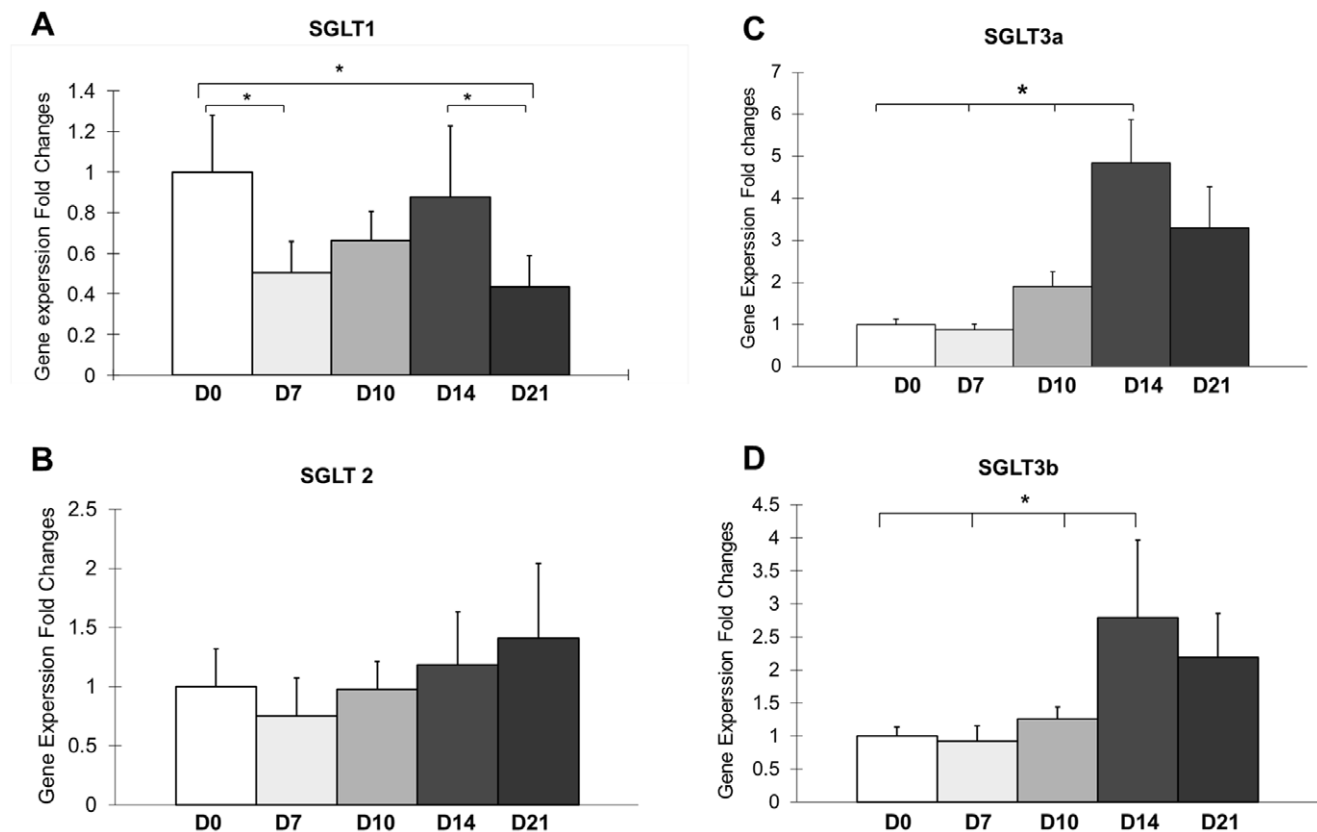 A
SGLT1
Gene experssion Fold Changes
1.4
1.2
1
0.8
0.6
0.4
0.2
0
*
*
*
D0 D7 D10 D14 D21
B
SGLT 2
Gene Experssion Fold Changes
2.5
2
1.5
1
0.5
0
D0 D7 D10 D14 D21
C
SGLT3a
Gene Experssion Fold changes
7
6
5
4
3
2
1
0
*
D0 D7 D10 D14 D21
D
SGLT3b
Gene Experssion Fold Changes
4.5
4
3.5
3
2.5
2
1.5
1
0.5
0
*
D0 D7 D10 D14 D21